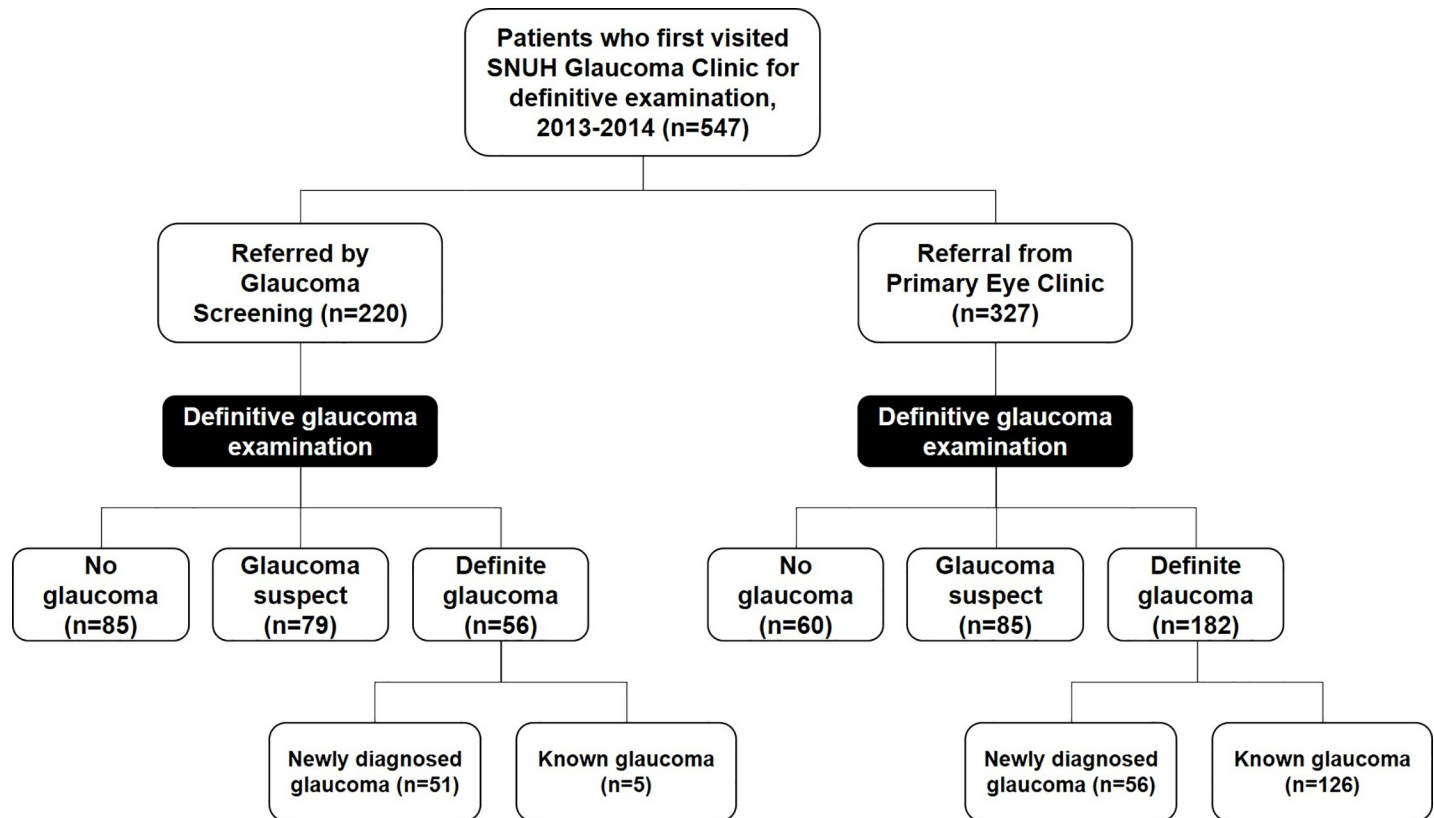 Patients who first visited
SNUH Glaucoma Clinic for
definitive examination,
2013-2014 (n=547)
Referred by
Glaucoma
Screening (n=220)
Referral from
Primary Eye Clinic
(n=327)
Definitive glaucoma
examination
Definitive glaucoma
examination
No
glaucoma
(n=85)
Glaucoma
suspect
(n=79)
Definite
glaucoma
(n=56)
No
glaucoma
(n=60)
Glaucoma
suspect
(n=85)
Definite
glaucoma
(n=182)
Newly diagnosed
glaucoma (n=51)
Known glaucoma
(n=5)
Newly diagnosed
glaucoma (n=56)
Known glaucoma
(n=126)